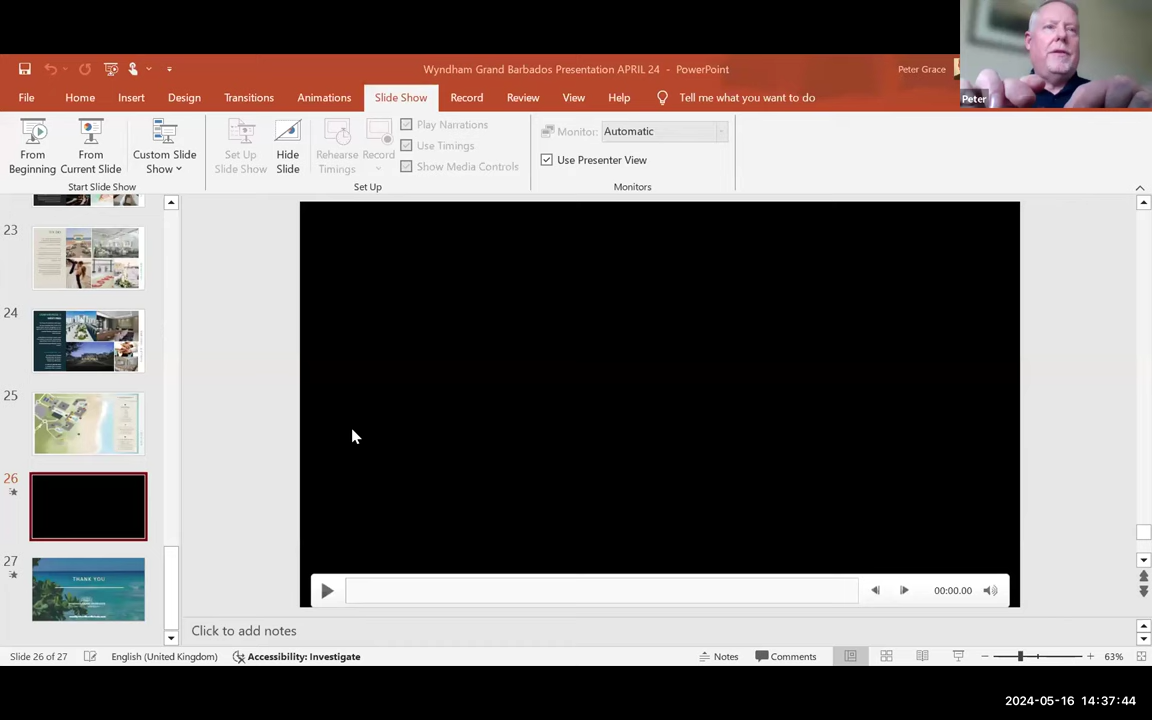 Wyndham Grand Barbados Presentation APRIL 24 - PowerPoint
Peter Grace
Peter
File Home Insert Design Transitions Animations Slide Show Record Review View Help Tell me what you want to do
From Beginning
From Current Slide
Custom Slide Show
Set Up Slide Show
Hide Slide
Rehearse Timings
Record
Play Narrations
Use Timings
Show Media Controls
Monitor: Automatic
Use Presenter View
Start Slide Show
Set Up
Monitors
23
24
25
26
27
THANK YOU
00:00.00
Click to add notes
Slide 26 of 27 English (United Kingdom) Accessibility: Investigate Notes Comments 63%
2024-05-16 14:37:44